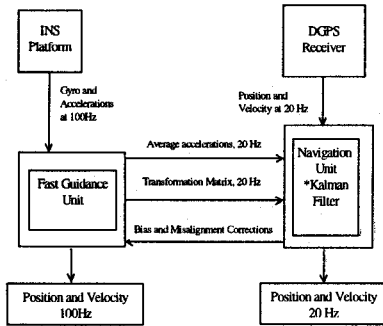 INS
Platform
DGPS
Receiver
Gyro and
Accelerations
at 100Hz
Position and
Velocity at 20 Hz
Average accelerations, 20 Hz
Transformation Matrix, 20 Hz
Bias and Misalignment Corrections
Fast Guidance
Unit
Navigation
Unit
*Kalman
Filter
Position and Velocity
100Hz
Position and Velocity
20 Hz